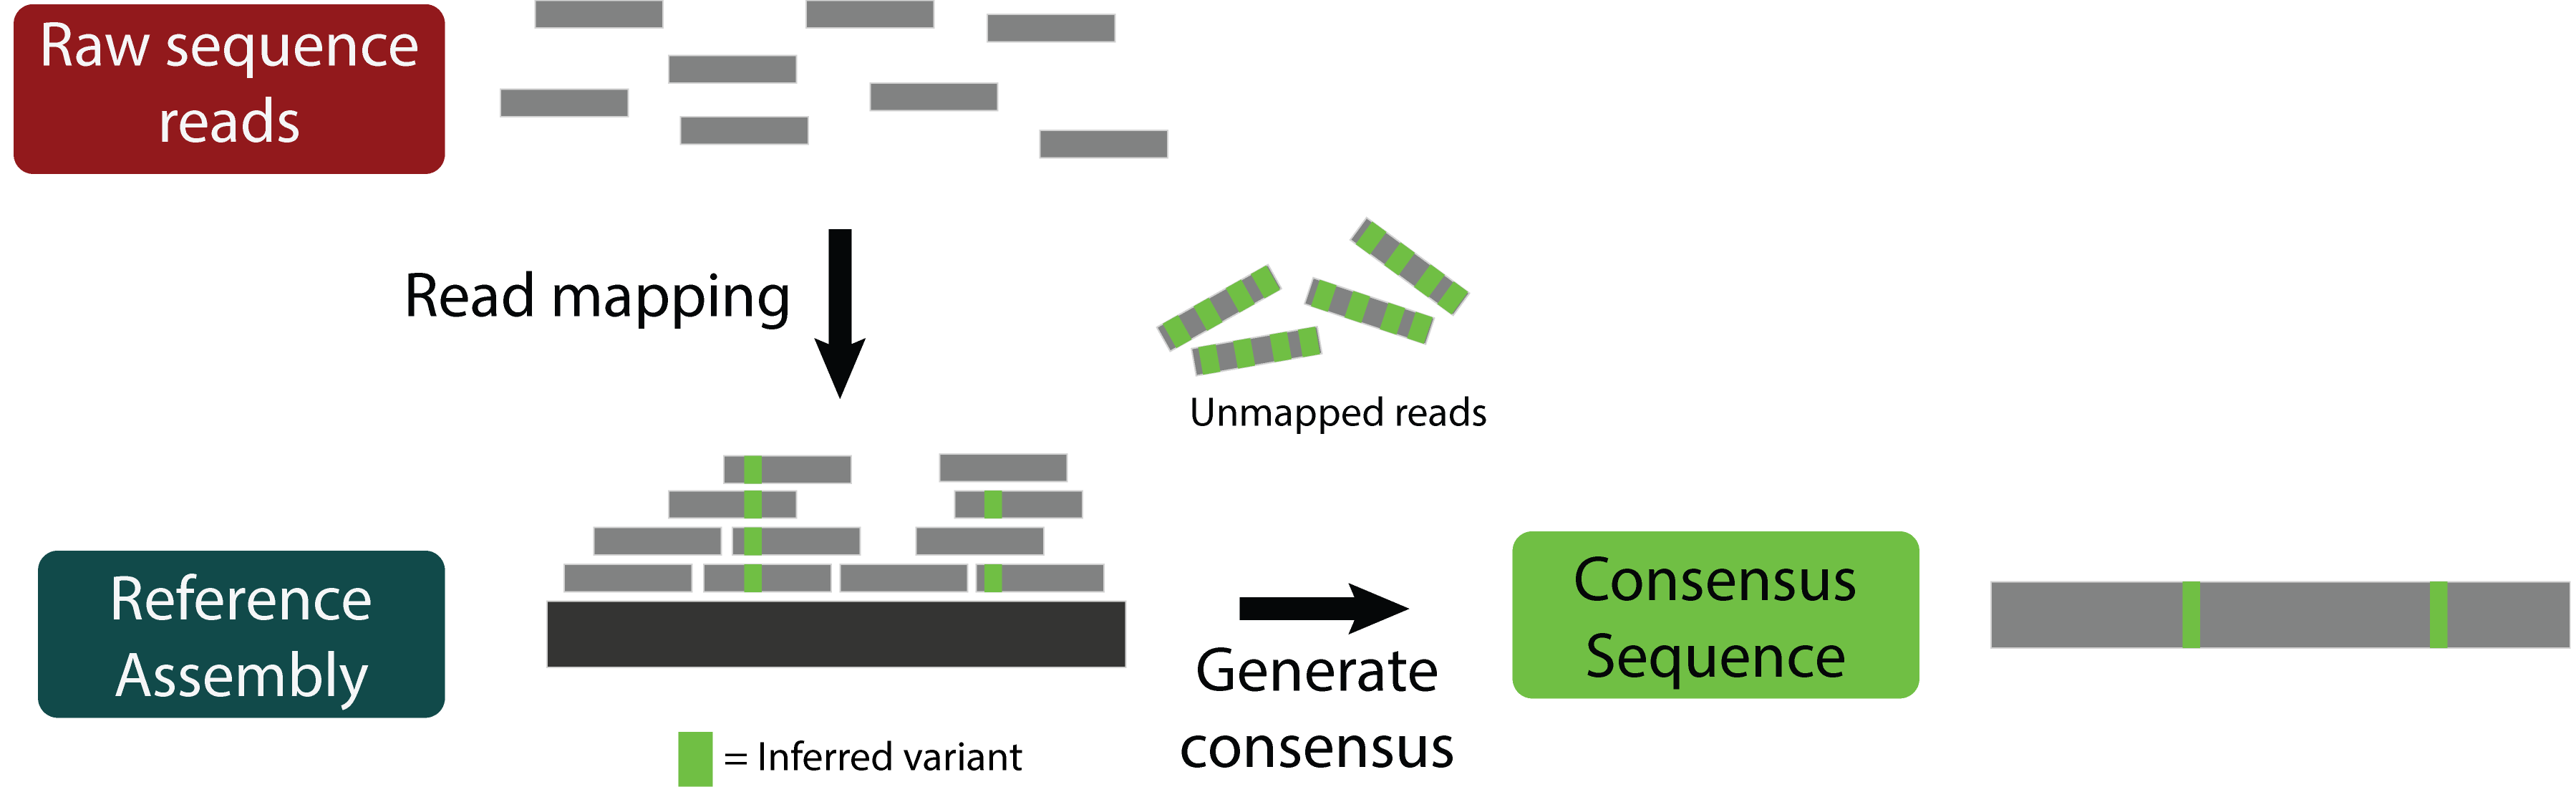 Raw sequence
reads
Read mapping
Unmapped reads
Reference
Assembly
Consensus
Sequence
Generate
consensus
= Inferred variant